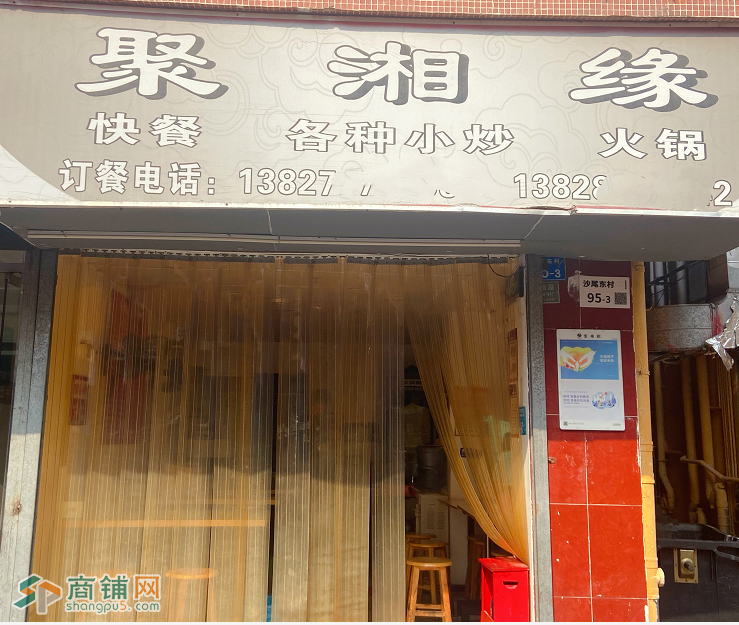 聚湘缘
快餐 各种小炒 火锅
订餐电话：13827 13828
沙尾东村
95-3
商铺网
shangpu5.com